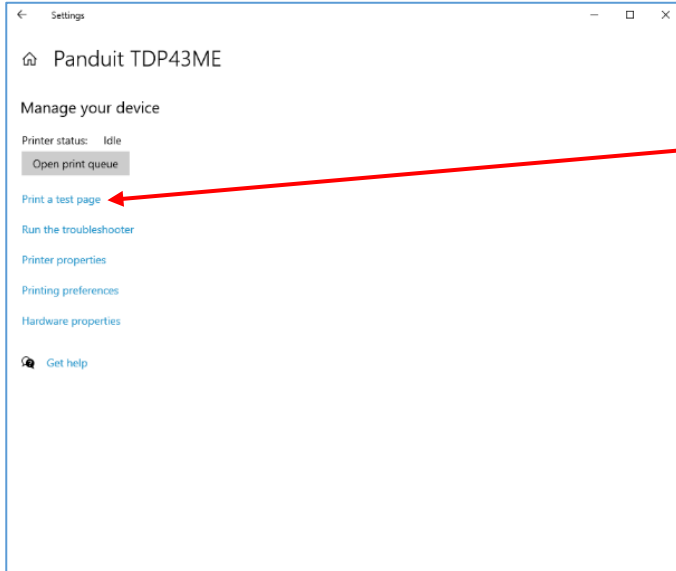 Settings
Panduit TDP43ME
Manage your device
Printer status: Idle
Open print queue
Print a test page
Run the troubleshooter
Printer properties
Printing preferences
Hardware properties
Get help